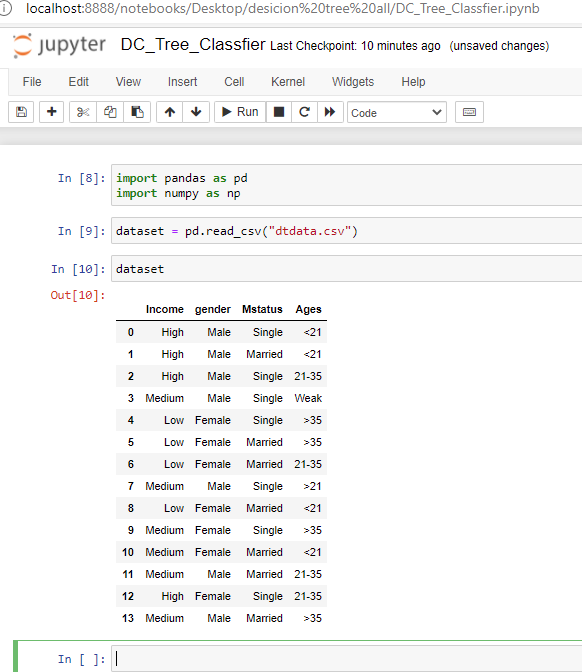 localhost:8888/notebooks/Desktop/desicion%20tree%20all/DC_Tree_Classfier.ipynb
jupyter DC_Tree_Classfier Last Checkpoint: 10 minutes ago (unsaved changes)
File Edit View Insert Cell Kernel Widgets Help
Run Code
In [8]: import pandas as pd
import numpy as np
In [9]: dataset = pd.read_csv("dtdata.csv")
In [10]: dataset
Out[10]:
Income gender Mstatus Ages
0 High Male Single <21
1 High Male Married <21
2 High Male Single 21-35
3 Medium Male Single Weak
4 Low Female Single >35
5 Low Female Married >35
6 Low Female Married 21-35
7 Medium Male Single >21
8 Low Female Married <21
9 Medium Female Single >35
10 Medium Female Married <21
11 Medium Male Married 21-35
12 High Female Single 21-35
13 Medium Male Married >35
In [ ]: